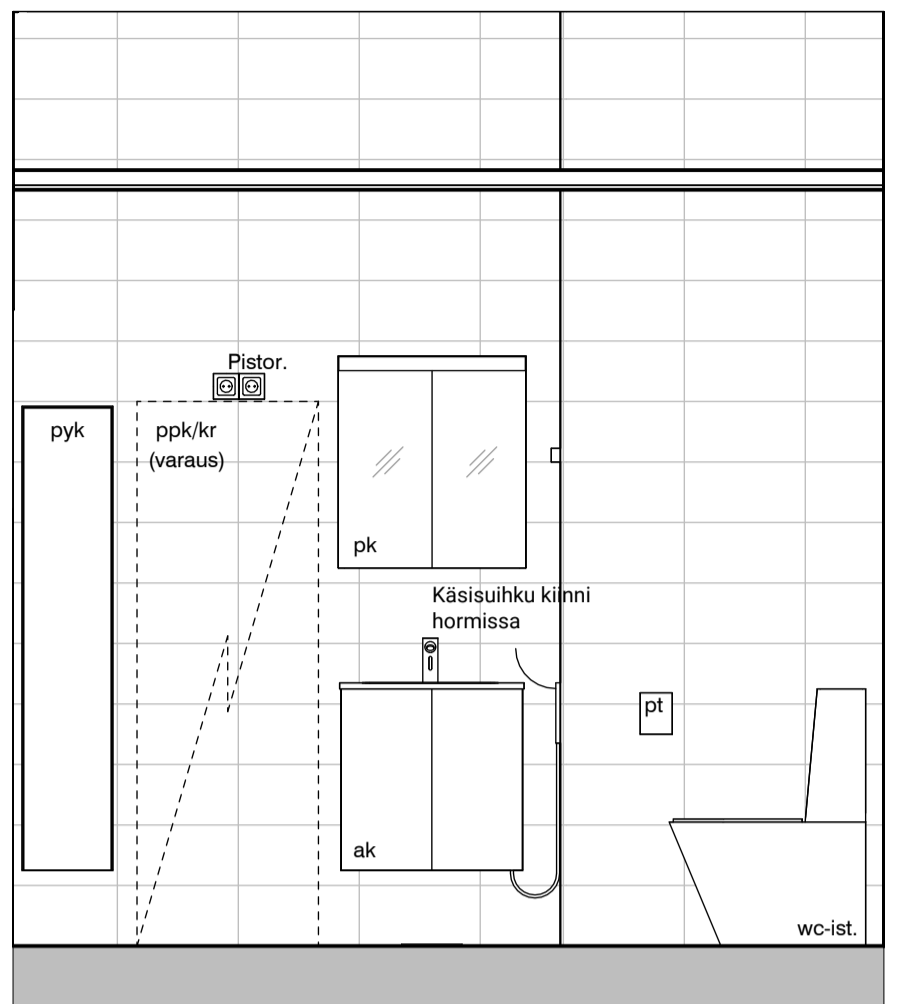 Pistor.
pyk
ppk/kr
(varaus)
pk
Käsisuihku kiinni
hormissa
pt
ak
wc-ist.